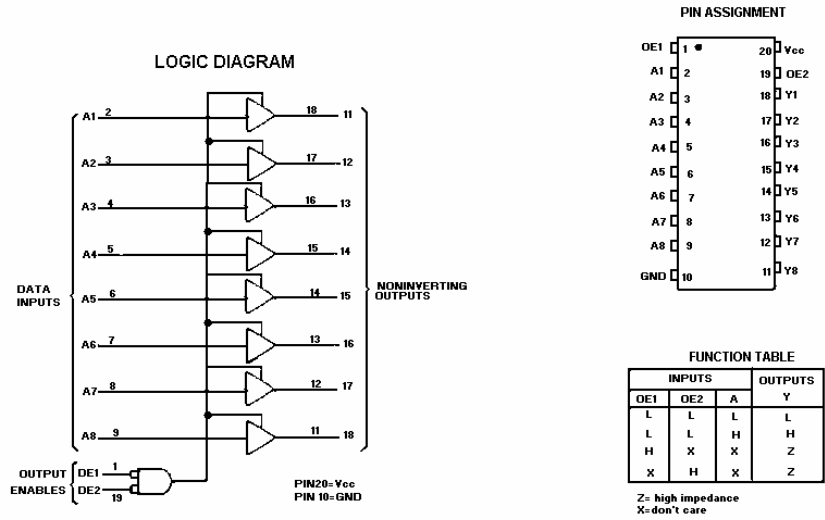 PIN ASSIGNMENT
OE1 1 20 Vcc
A1 2 19 OE2
A2 3 18 Y1
A3 4 17 Y2
A4 5 16 Y3
A5 6 15 Y4
A6 7 14 Y5
A7 8 13 Y6
A8 9 12 Y7
GND 10 11 Y8
LOGIC DIAGRAM
A1 2 18 11
A2 3 17 12
A3 4 16 13
A4 5 15 14
A5 6 14 15
A6 7 13 16
A7 8 12 17
A8 9 11 18
DATA
INPUTS
NONINVERTING
OUTPUTS
OUTPUT
ENABLES
DE1 1
DE2 19
PIN20=Vcc
PIN 10=GND
FUNCTION TABLE
INPUTS OUTPUTS
OE1 OE2 A Y
L L L L
L L H H
H X X Z
X H X Z
Z= high impedance
X=don't care